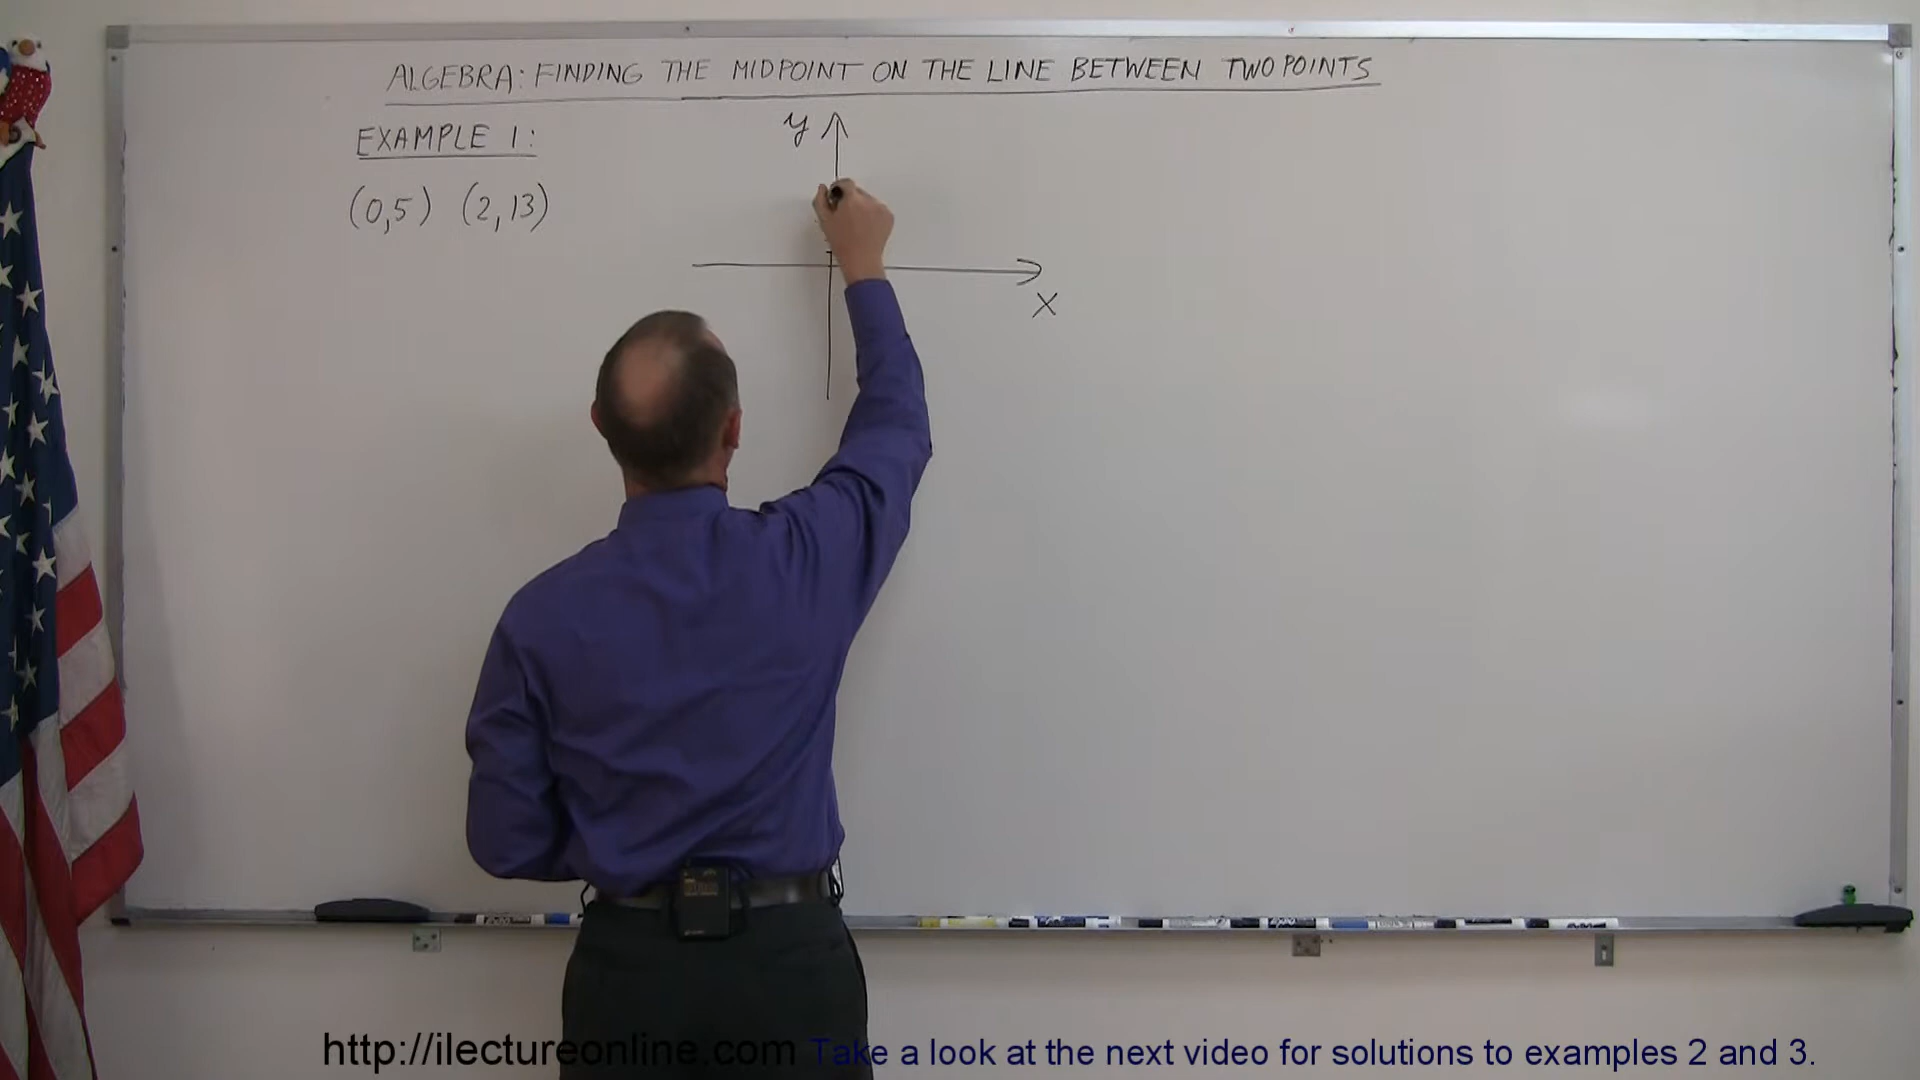 ALGEBRA: FINDING THE MIDPOINT ON THE LINE BETWEEN TWO POINTS
EXAMPLE 1:
y
(0,5) (2,13)
X
http://ilectureonline.com Take a look at the next video for solutions to examples 2 and 3.